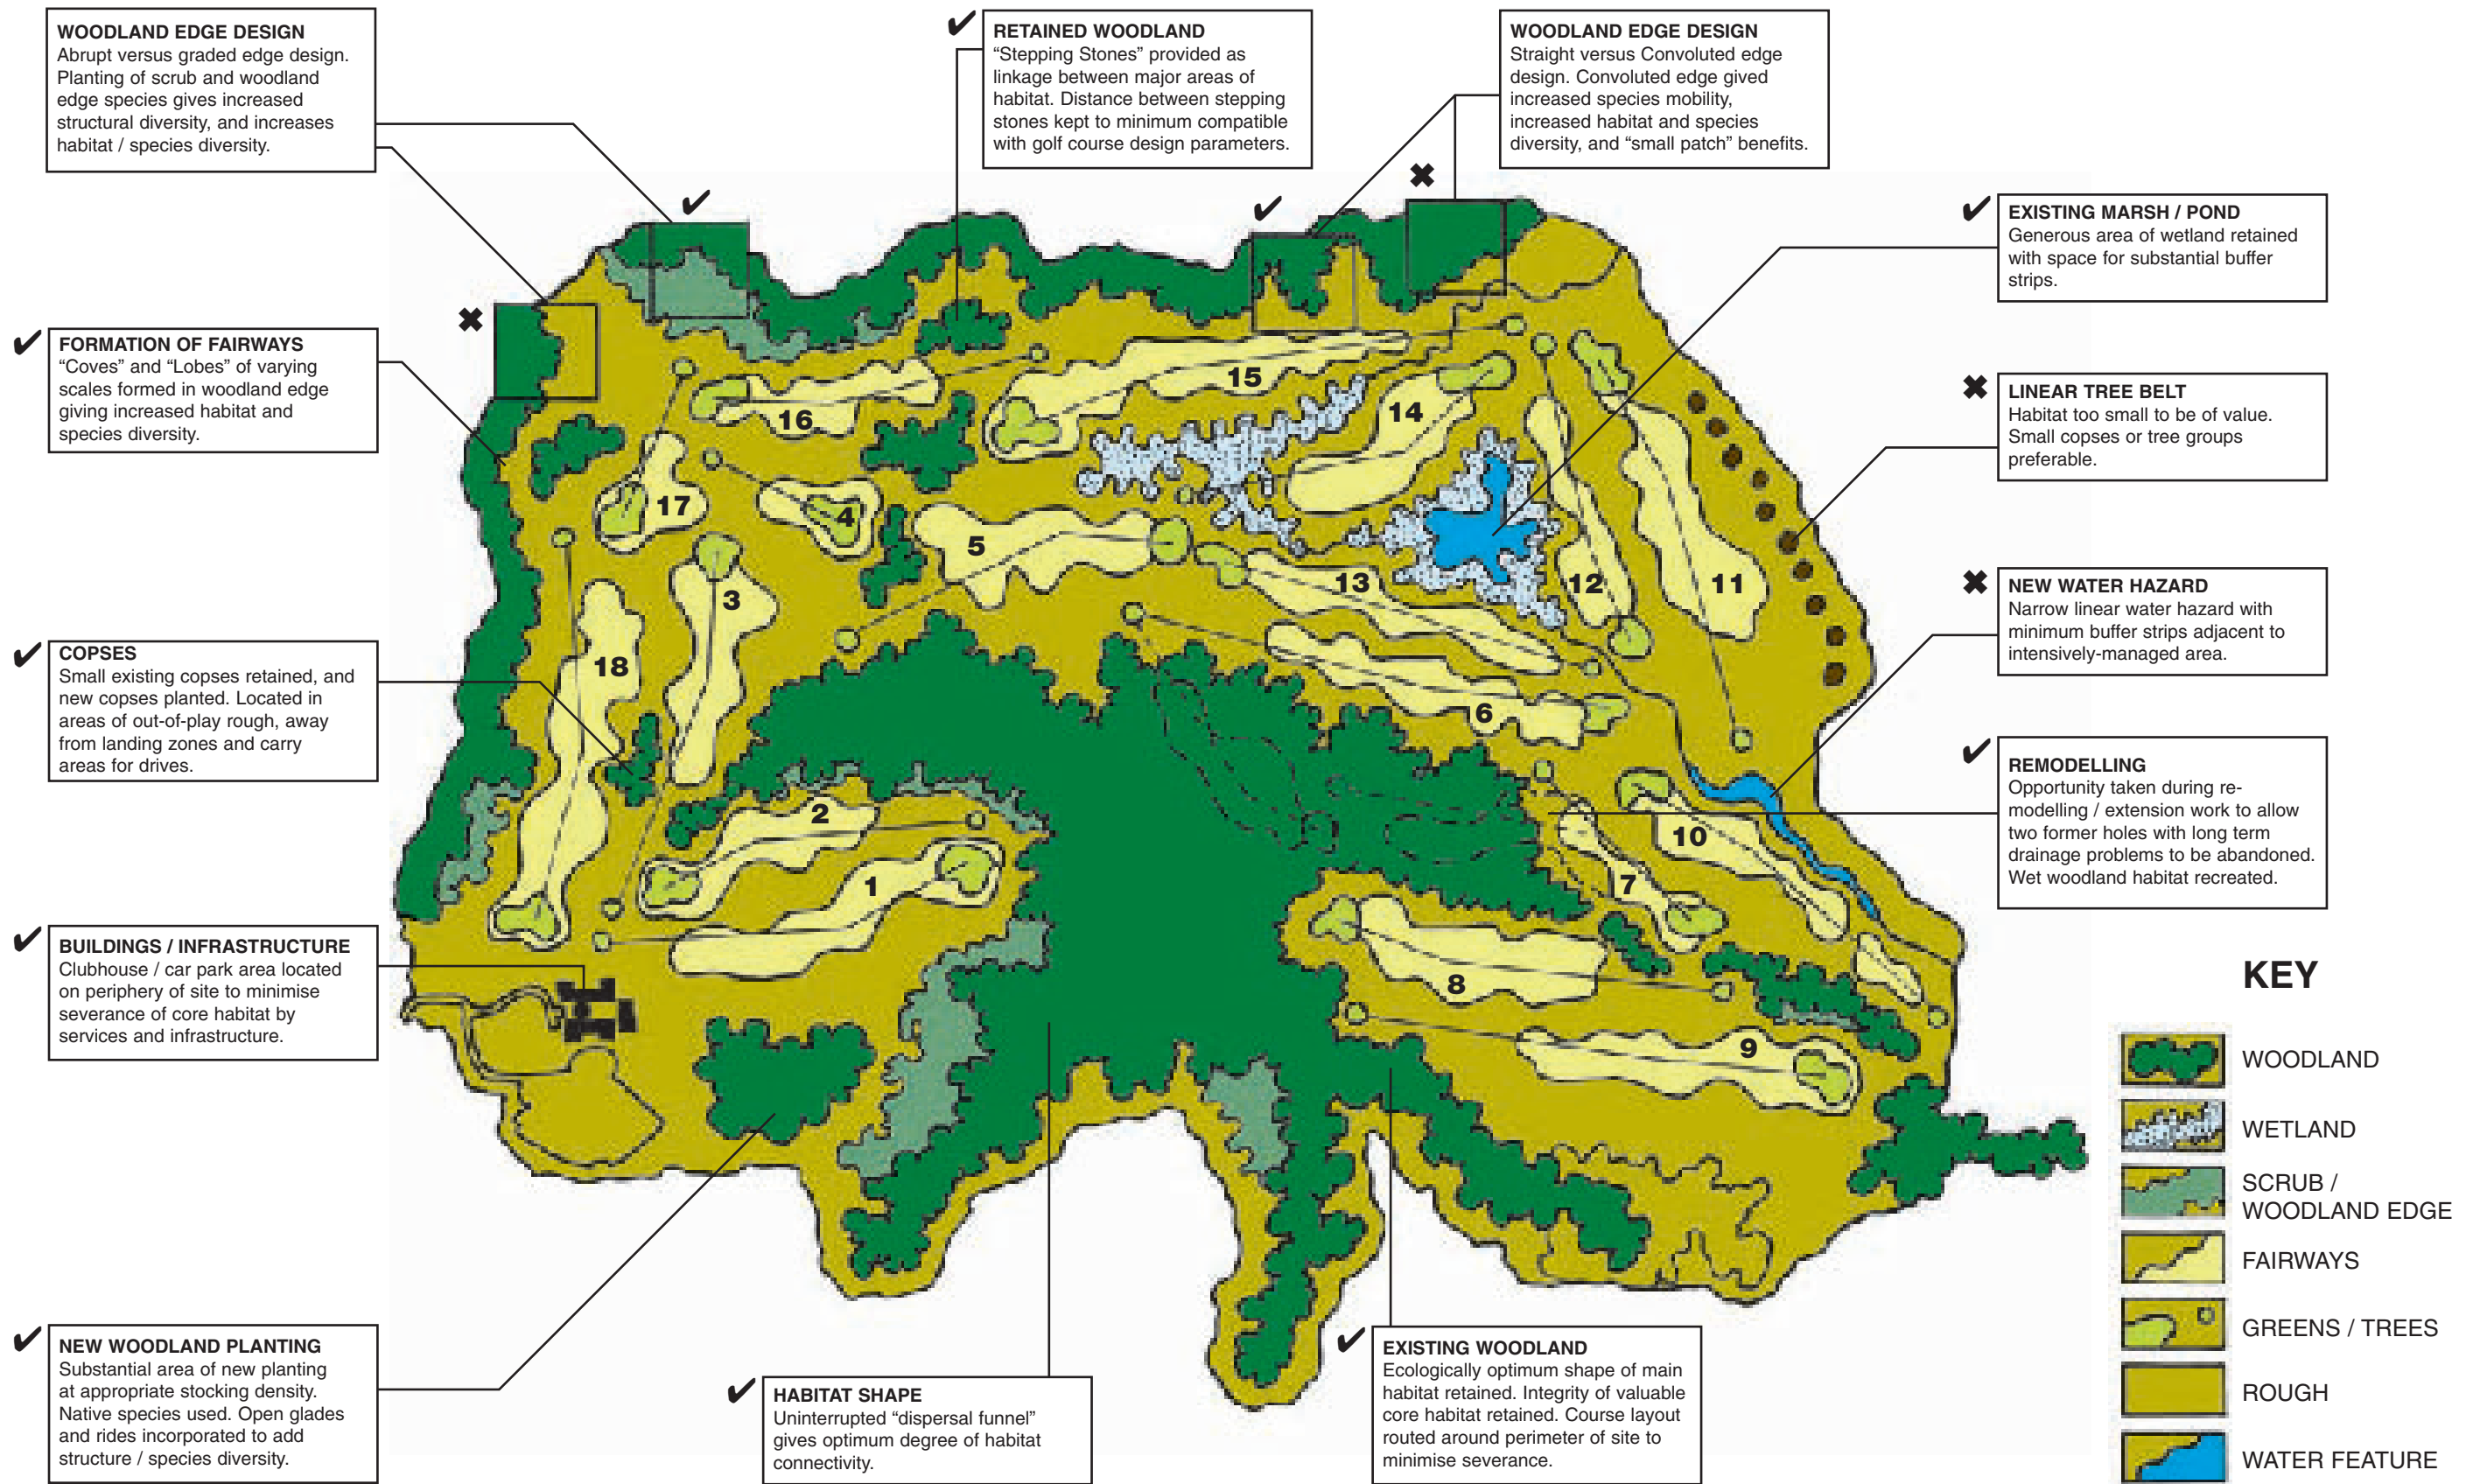 WOODLAND EDGE DESIGN
Abrupt versus graded edge design.
Planting of scrub and woodland
edge species gives increased
structural diversity, and increases
habitat / species diversity.
✔
RETAINED WOODLAND
“Stepping Stones” provided as
linkage between major areas of
habitat. Distance between stepping
stones kept to minimum compatible
with golf course design parameters.
WOODLAND EDGE DESIGN
Straight versus Convoluted edge
design. Convoluted edge gived
increased species mobility,
increased habitat and species
diversity, and “small patch” benefits.
✔
EXISTING MARSH / POND
Generous area of wetland retained
with space for substantial buffer
strips.
✔
FORMATION OF FAIRWAYS
“Coves” and “Lobes” of varying
scales formed in woodland edge
giving increased habitat and
species diversity.
✖
LINEAR TREE BELT
Habitat too small to be of value.
Small copses or tree groups
preferable.
✖
NEW WATER HAZARD
Narrow linear water hazard with
minimum buffer strips adjacent to
intensively-managed area.
✔
COPSES
Small existing copses retained, and
new copses planted. Located in
areas of out-of-play rough, away
from landing zones and carry
areas for drives.
✔
REMODELLING
Opportunity taken during re-
modelling / extension work to allow
two former holes with long term
drainage problems to be abandoned.
Wet woodland habitat recreated.
✔
BUILDINGS / INFRASTRUCTURE
Clubhouse / car park area located
on periphery of site to minimise
severance of core habitat by
services and infrastructure.
✔
NEW WOODLAND PLANTING
Substantial area of new planting
at appropriate stocking density.
Native species used. Open glades
and rides incorporated to add
structure / species diversity.
✔
HABITAT SHAPE
Uninterrupted “dispersal funnel”
gives optimum degree of habitat
connectivity.
✔
EXISTING WOODLAND
Ecologically optimum shape of main
habitat retained. Integrity of valuable
core habitat retained. Course layout
routed around perimeter of site to
minimise severance.
✔
✔
✖
✖
15
16
14
17
4
5
13
12
11
3
18
6
2
10
1
7
8
9
KEY
WOODLAND
WETLAND
SCRUB /
WOODLAND EDGE
FAIRWAYS
GREENS / TREES
ROUGH
WATER FEATURE